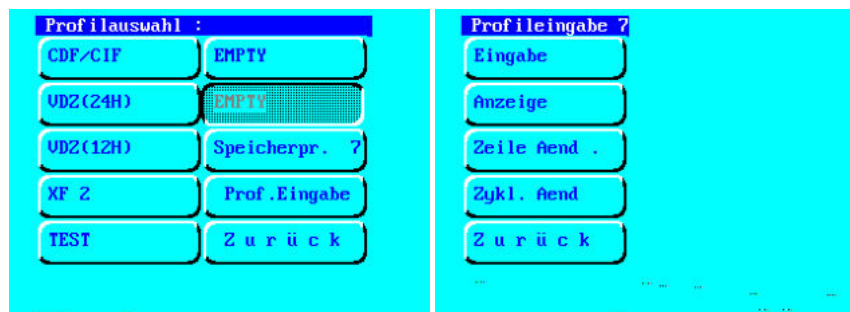 Profilauswahl :
CDF/CIF
EMPTY
VDZ(24H)
EMPTY
VDZ(12H)
Speicherpr. 7
XF 2
Prof.Eingabe
TEST
Z u r ü c k
Profileingabe 7
Eingabe
Anzeige
Zeile Aend .
Zykl. Aend
Z u r ü c k